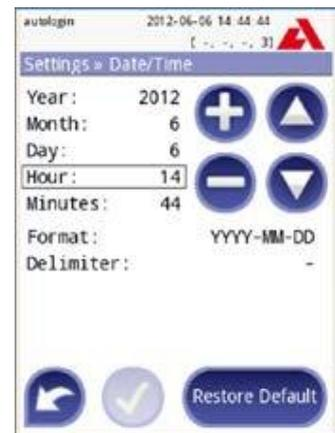 autologin 2012-06-06 14 44 44
[ -, -, -, 3]
Settings » Date/Time
Year: 2012
Month: 6
Day: 6
Hour: 14
Minutes: 44
Format: YYYY-MM-DD
Delimiter: -
Restore Default